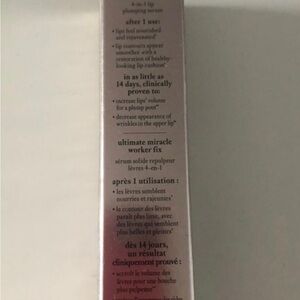 4-in-1 lip
plumping serum
after 1 use:
• lips feel nourished
and rejuvenated*
• lip contours appear
smoother with a
restoration of healthy-
looking lip cushion*
in as little as
14 days, clinically
proven to:
• increase lips' volume
for a plump pout**
• decrease appearance of
wrinkles in the upper lip*
ultimate miracle
worker fix
sérum solide repulpeur
lèvres 4-en-1
après 1 utilisation :
• les lèvres semblent
nourries et rajeunies*
• le contour des lèvres
paraît plus lisse, avec
des lèvres qui semblent
plus belles et pleines*
dès 14 jours,
un résultat
cliniquement prouvé :
• accroît le volume des
lèvres pour une bouche
plus pulpeuse**